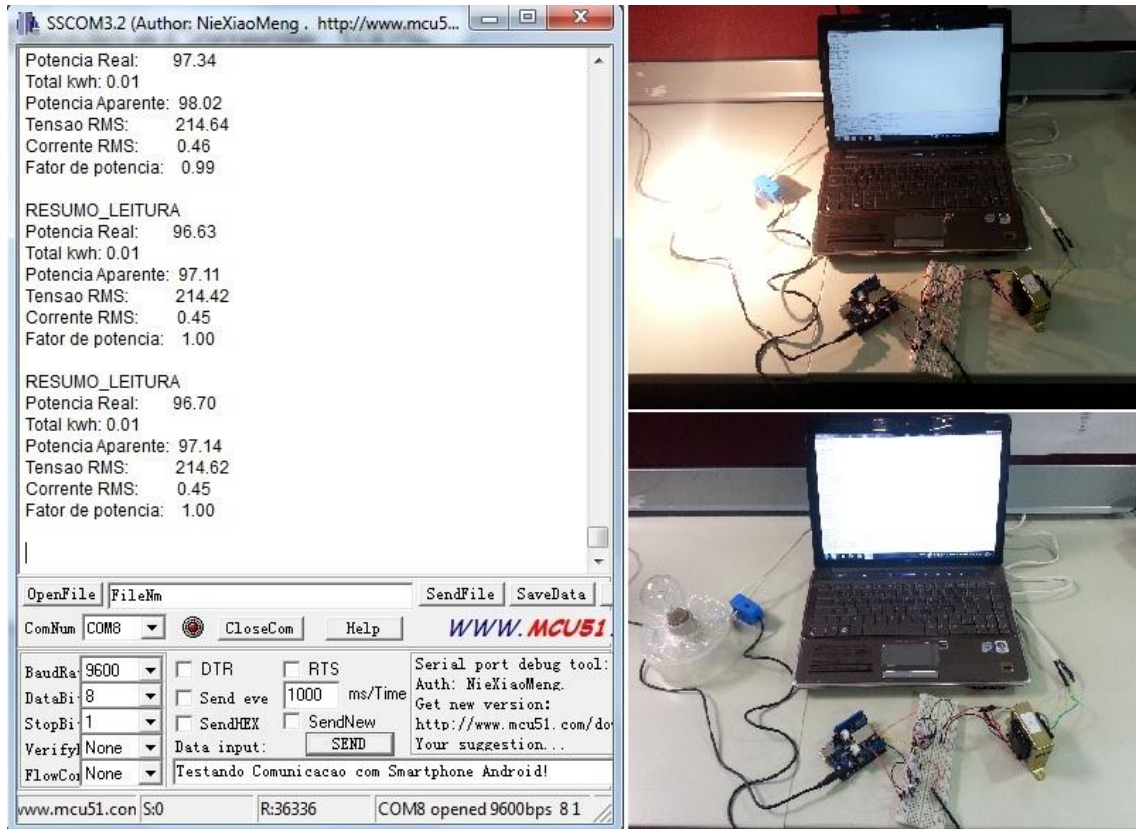 SSCOM3.2 (Author: NieXiaoMeng . http://www.mcu5...
Potencia Real: 97.34
Total kwh: 0.01
Potencia Aparente: 98.02
Tensao RMS: 214.64
Corrente RMS: 0.46
Fator de potencia: 0.99
RESUMO_LEITURA
Potencia Real: 96.63
Total kwh: 0.01
Potencia Aparente: 97.11
Tensao RMS: 214.42
Corrente RMS: 0.45
Fator de potencia: 1.00
RESUMO_LEITURA
Potencia Real: 96.70
Total kwh: 0.01
Potencia Aparente: 97.14
Tensao RMS: 214.62
Corrente RMS: 0.45
Fator de potencia: 1.00
OpenFile FileNm SendFile SaveData
ComNum COM8 CloseCom Help WWW.MCU51.
BaudRa 9600 DTR RTS
DataBi 8 Send eve 1000 ms/Time
StopBi 1 SendHEX SendNew
Verify None Data input: SEND
FlowCo None Testando Comunicacao com Smartphone Android!
Serial port debug tool:
Auth: NieXiaoMeng.
Get new version:
http://www.mcu51.com/do
Your suggestion...
www.mcu51.con S:0 R:36336 COM8 opened 9600bps 8 1